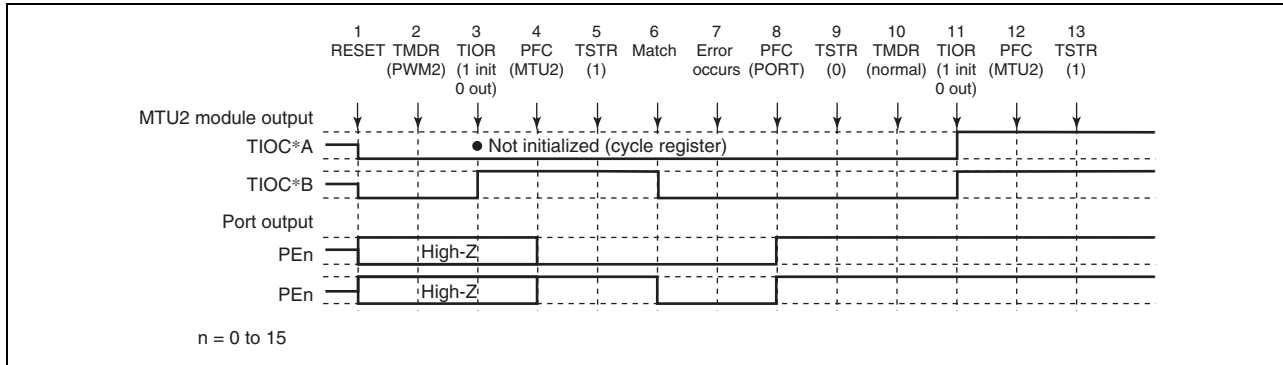 1 2 3 4 5 6 7 8 9 10 11 12 13
RESET TMDR TIOR PFC TSTR Match Error PFC TSTR TMDR TIOR PFC TSTR
(PWM2) (1 init (MTU2) (1) occurs (PORT) (0) (normal) (1 init (MTU2) (1)
0 out) 0 out)
MTU2 module output
TIOC*A ● Not initialized (cycle register)
TIOC*B
Port output
PEn High-Z
PEn High-Z
n = 0 to 15